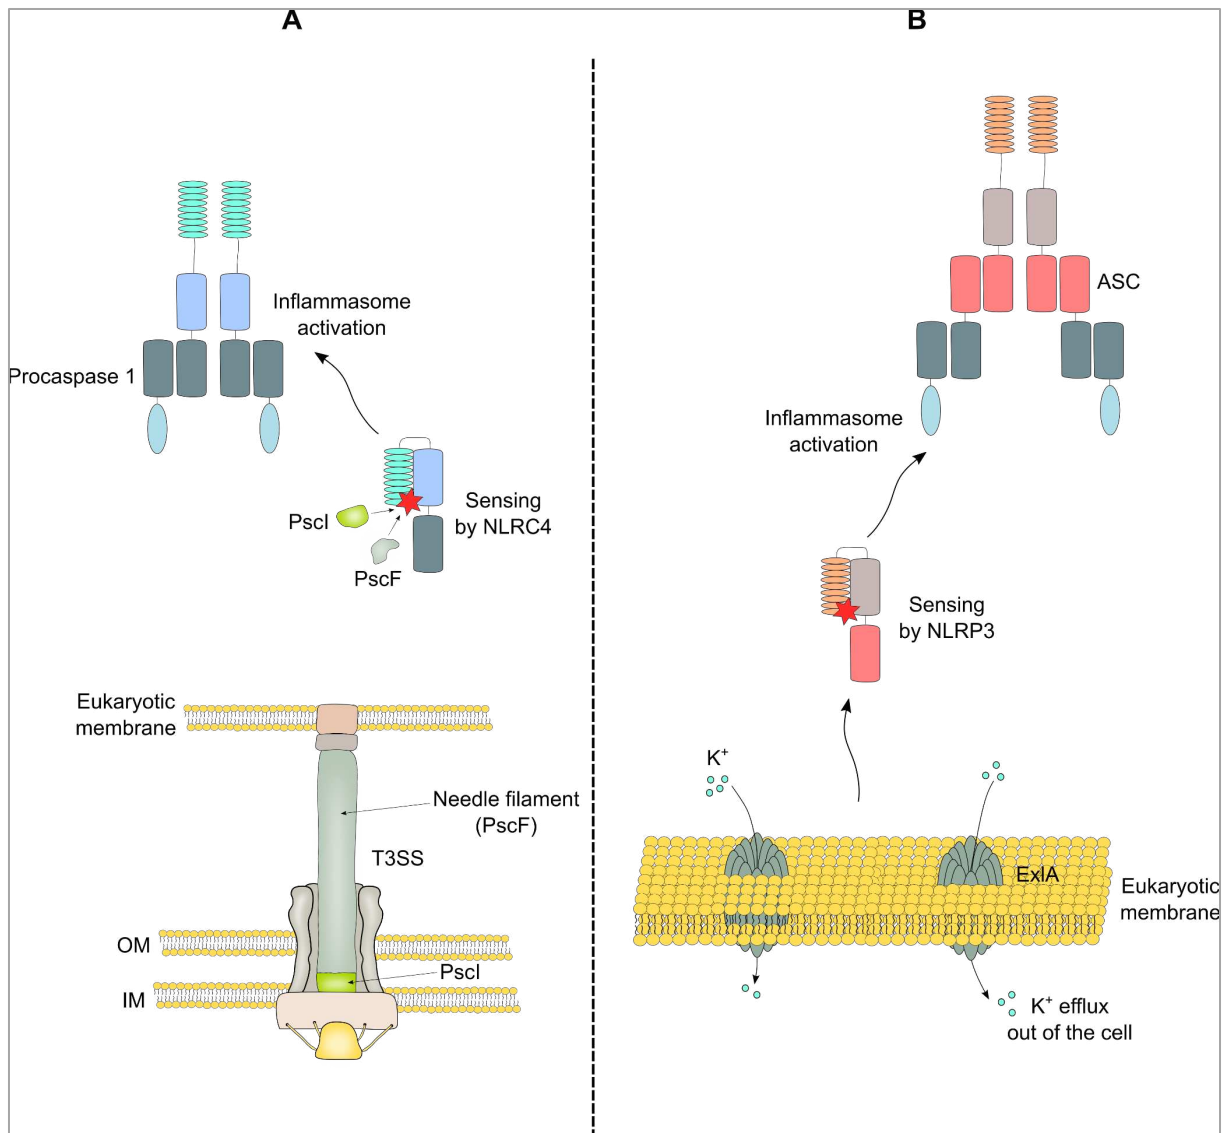 A
Inflammasome
activation
Procaspase 1
PscI
Sensing
by NLRC4
PscF
Eukaryotic
membrane
Needle filament
(PscF)
T3SS
OM
PscI
IM
B
ASC
Inflammasome
activation
Sensing
by NLRP3
K⁺
ExlA
Eukaryotic
membrane
K⁺ efflux
out of the cell